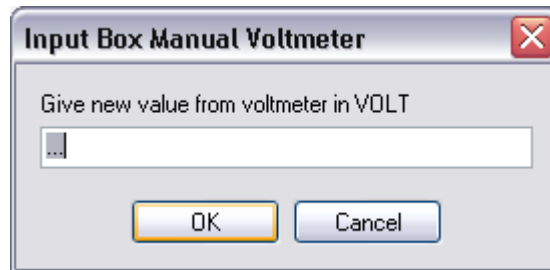 Input Box Manual Voltmeter
Give new value from voltmeter in VOLT
...
OK
Cancel